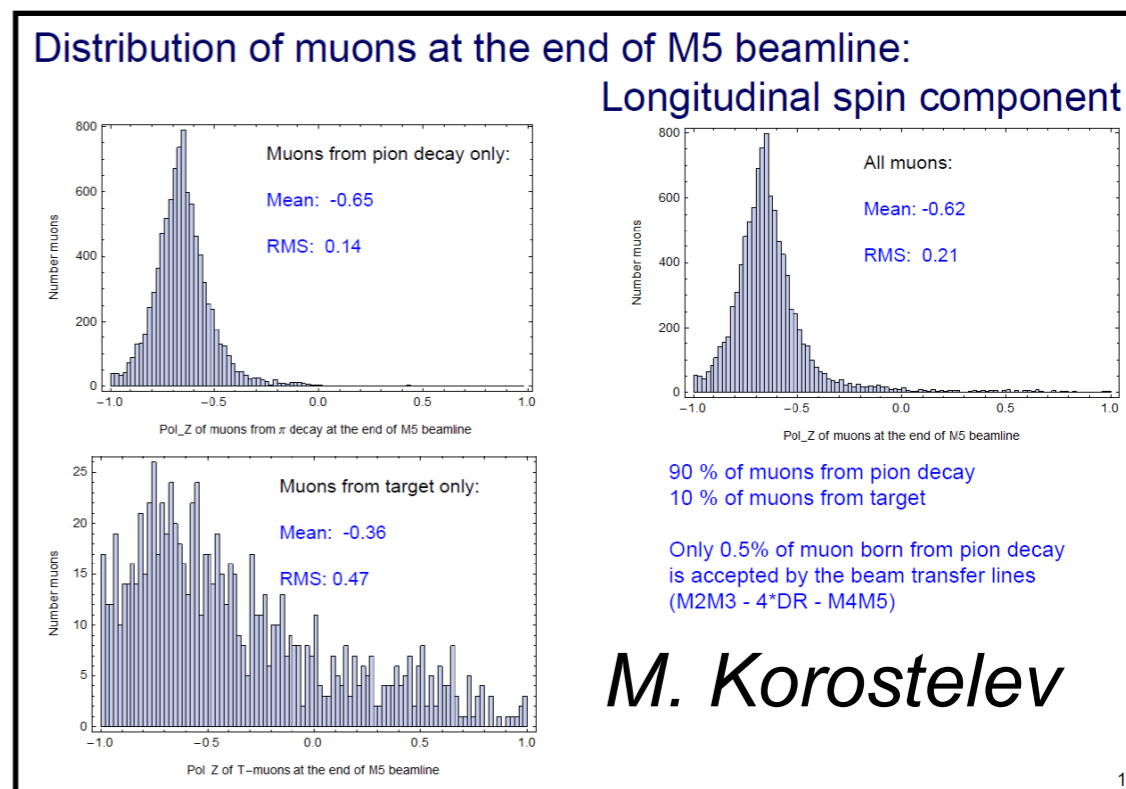 Distribution of muons at the end of M5 beamline:
Longitudinal spin component
800
600
400
200
0
Number muons
Muons from pion decay only:
Mean: -0.65
RMS: 0.14
−1.0 −0.5 0.0 0.5 1.0
Pol_Z of muons from π decay at the end of M5 beamline
800
600
400
200
0
Number muons
All muons:
Mean: -0.62
RMS: 0.21
−1.0 −0.5 0.0 0.5 1.0
Pol_Z of muons at the end of M5 beamline
25
20
15
10
5
0
Number muons
Muons from target only:
Mean: -0.36
RMS: 0.47
−1.0 −0.5 0.0 0.5 1.0
Pol_Z of T−muons at the end of M5 beamline
90 % of muons from pion decay
10 % of muons from target
Only 0.5% of muon born from pion decay
is accepted by the beam transfer lines
(M2M3 - 4*DR - M4M5)
M. Korostelev
1